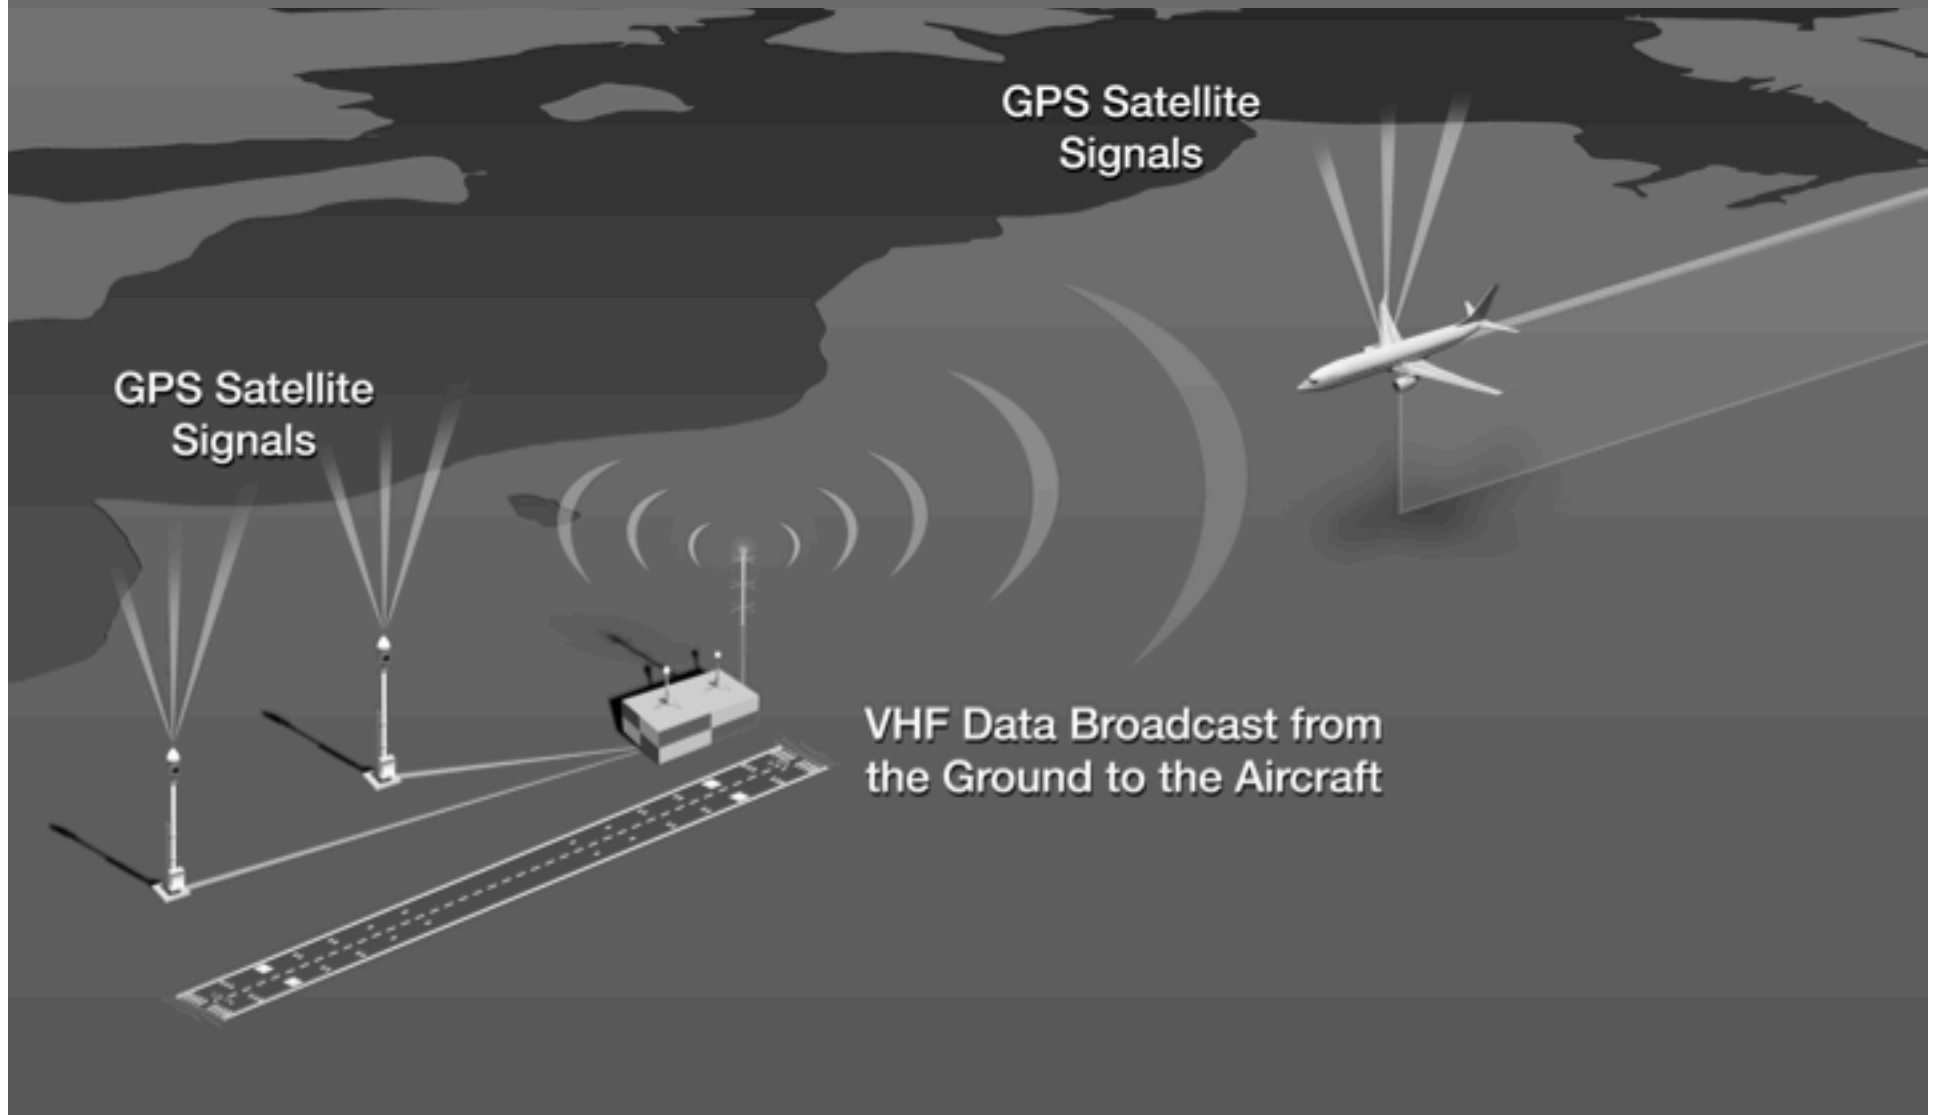 GPS Satellite
Signals
GPS Satellite
Signals
VHF Data Broadcast from
the Ground to the Aircraft